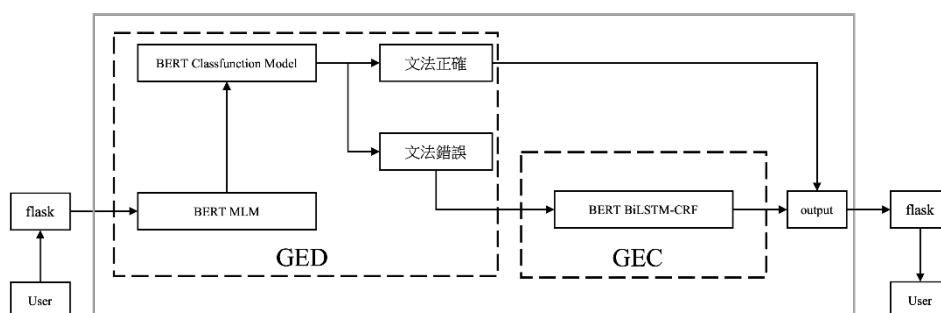 BERT Classfunction Model
文法正確
文法錯誤
flask
BERT MLM
BERT BiLSTM-CRF
output
flask
GED
GEC
User
User